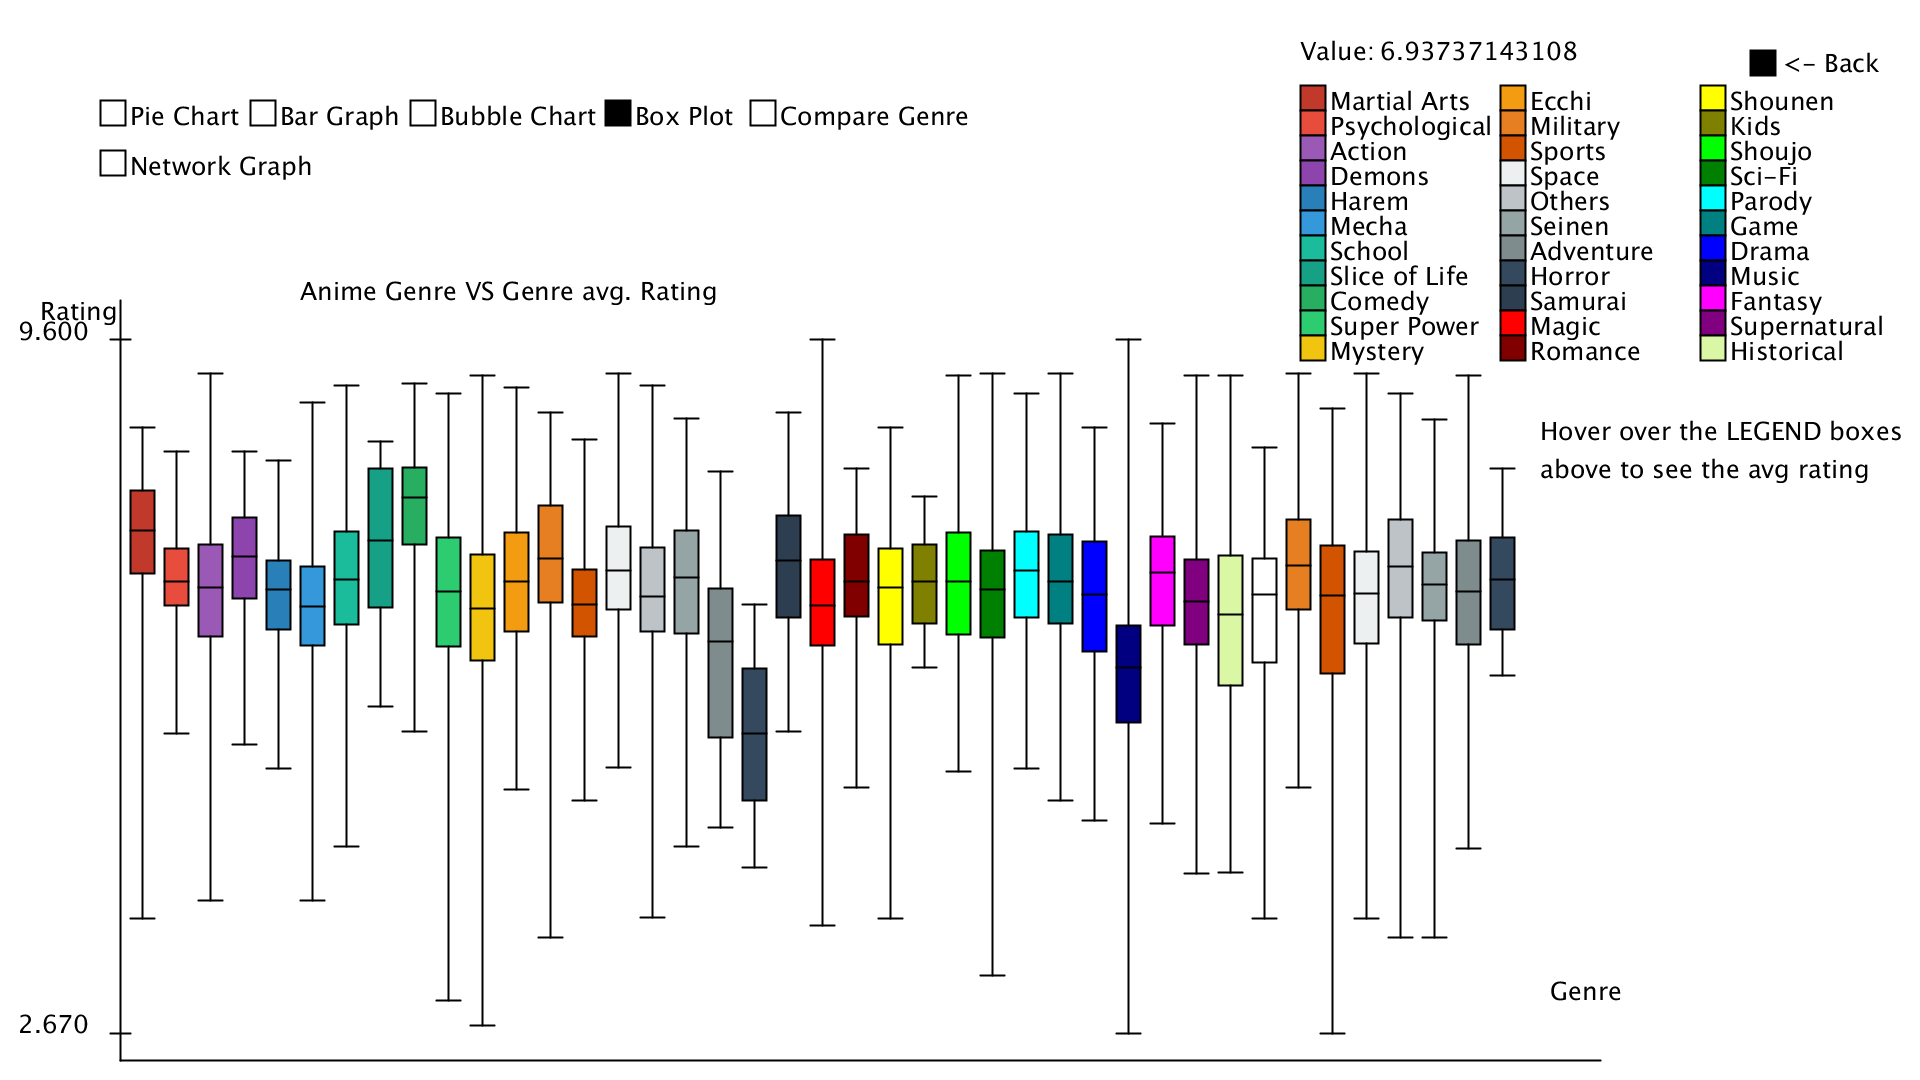 Value: 6.93737143108
<- Back
Pie Chart Bar Graph Bubble Chart Box Plot Compare Genre
Network Graph
Martial Arts Ecchi Shounen
Psychological Military Kids
Action Sports Shoujo
Demons Space Sci-Fi
Harem Others Parody
Mecha Seinen Game
School Adventure Drama
Slice of Life Horror Music
Comedy Samurai Fantasy
Super Power Magic Supernatural
Mystery Romance Historical
Anime Genre VS Genre avg. Rating
Rating
9.600
Hover over the LEGEND boxes
above to see the avg rating
Genre
2.670